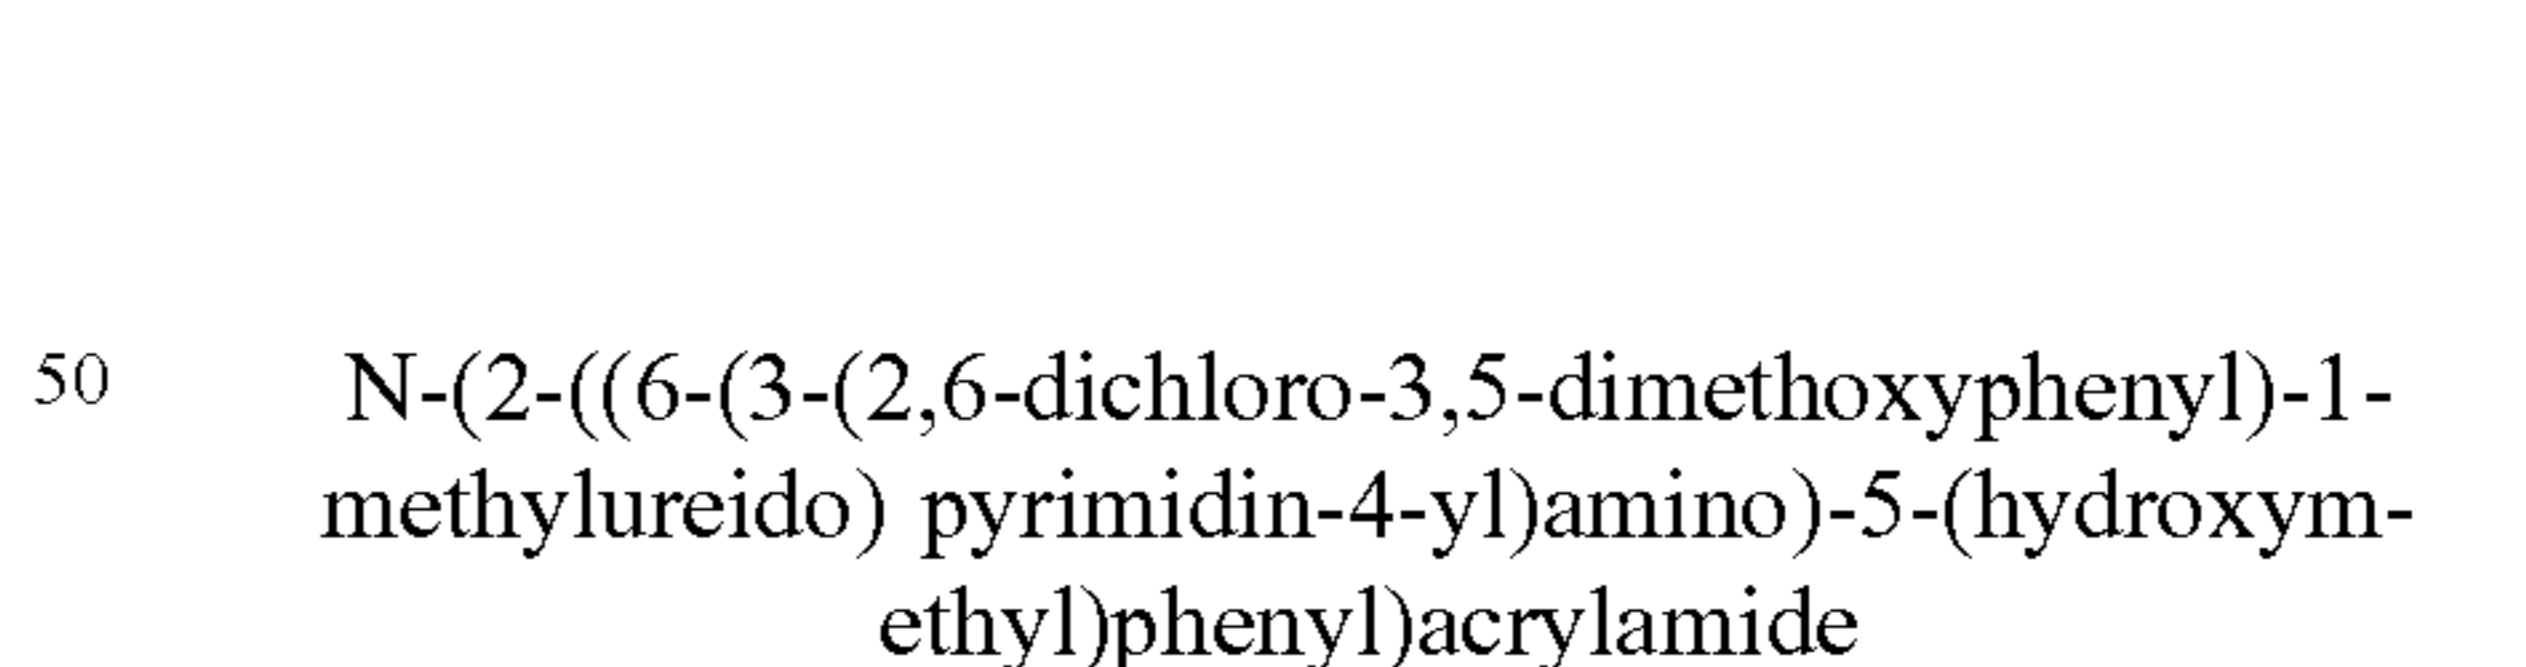 50 N-(2-((6-(3-(2,6-dichloro-3,5-dimethoxyphenyl)-1-
methylureido) pyrimidin-4-yl)amino)-5-(hydroxym-
ethyl)phenyl)acrylamide